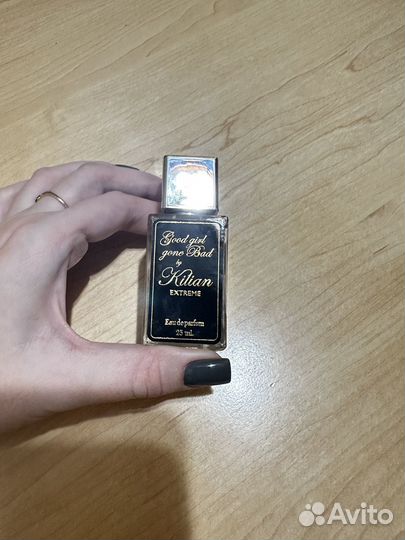 Good girl
gone Bad
by
Kilian
EXTREME
Eau de parfum
25 ml.
Avito